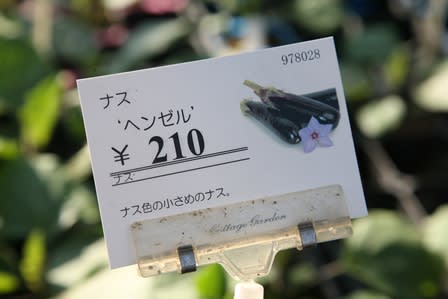 978028
ナス
'ヘンゼル'
¥ 210
ナス
ナス色の小さめのナス。
Cottage Garden